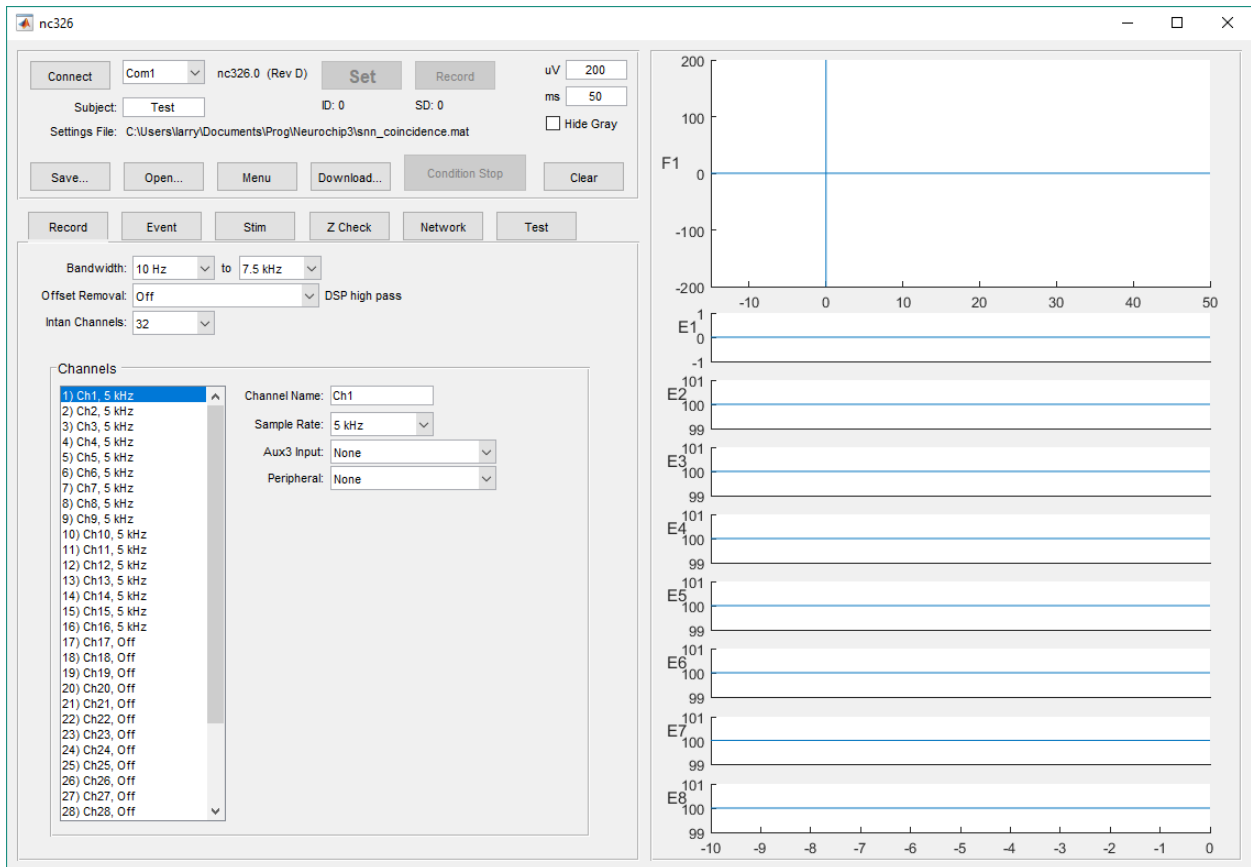 nc326
Connect Com1 nc326.0 (Rev D) Set Record uV 200
Subject: Test ID: 0 SD: 0 ms 50
Settings File: C:\Users\larry\Documents\Prog\Neurochip3\snn_coincidence.mat Hide Gray
Save... Open... Menu Download... Condition Stop Clear
Record Event Stim Z Check Network Test
Bandwidth: 10 Hz to 7.5 kHz
Offset Removal: Off DSP high pass
Intan Channels: 32
Channels
1) Ch1, 5 kHz
2) Ch2, 5 kHz
3) Ch3, 5 kHz
4) Ch4, 5 kHz
5) Ch5, 5 kHz
6) Ch6, 5 kHz
7) Ch7, 5 kHz
8) Ch8, 5 kHz
9) Ch9, 5 kHz
10) Ch10, 5 kHz
11) Ch11, 5 kHz
12) Ch12, 5 kHz
13) Ch13, 5 kHz
14) Ch14, 5 kHz
15) Ch15, 5 kHz
16) Ch16, 5 kHz
17) Ch17, Off
18) Ch18, Off
19) Ch19, Off
20) Ch20, Off
21) Ch21, Off
22) Ch22, Off
23) Ch23, Off
24) Ch24, Off
25) Ch25, Off
26) Ch26, Off
27) Ch27, Off
28) Ch28, Off
Channel Name: Ch1
Sample Rate: 5 kHz
Aux3 Input: None
Peripheral: None
200
100
F1
0
-100
-200
-10 0 10 20 30 40 50
1
E1
0
-1
101
E2
100
99
101
E3
100
99
101
E4
100
99
101
E5
100
99
101
E6
100
99
101
E7
100
99
101
E8
100
99
-10 -9 -8 -7 -6 -5 -4 -3 -2 -1 0